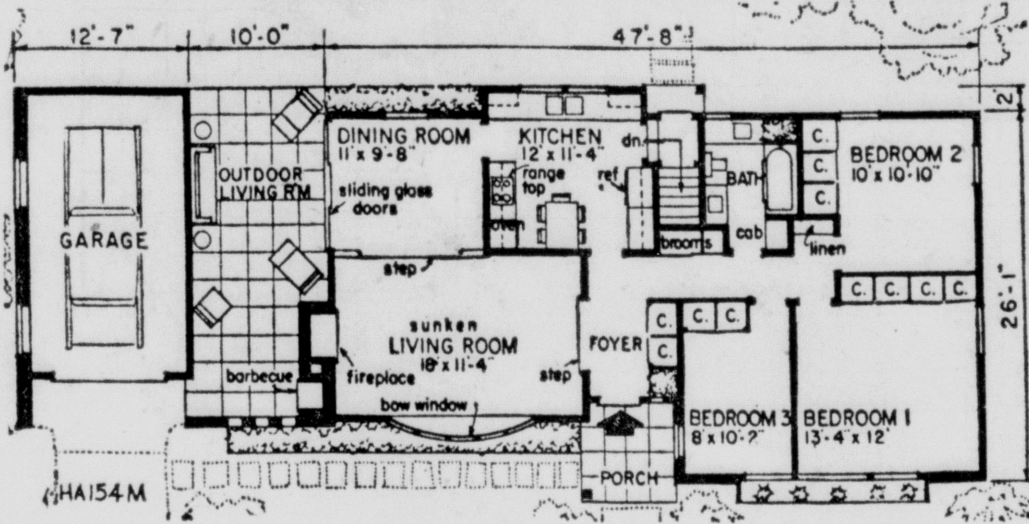 12'-7"
10'-0"
47'-8"
2'
DINING ROOM
11' x 9'-8"
KITCHEN
12' x 11'-4"
dn.
C.
C.
C.
BEDROOM 2
10' x 10'-10"
OUTDOOR
LIVING R'M
sliding glass
doors
range
top
ref
BATH
GARAGE
oven
brooms
cab
linen
step
C.
C.
C.
C.
26'-1"
sunken
LIVING ROOM
18' x 11'-4"
FOYER
C.
C.
C.
C.
barbecue
fireplace
step
bow window
BEDROOM 3
8' x 10'-2"
BEDROOM 1
13'-4" x 12'
PORCH
HA154M